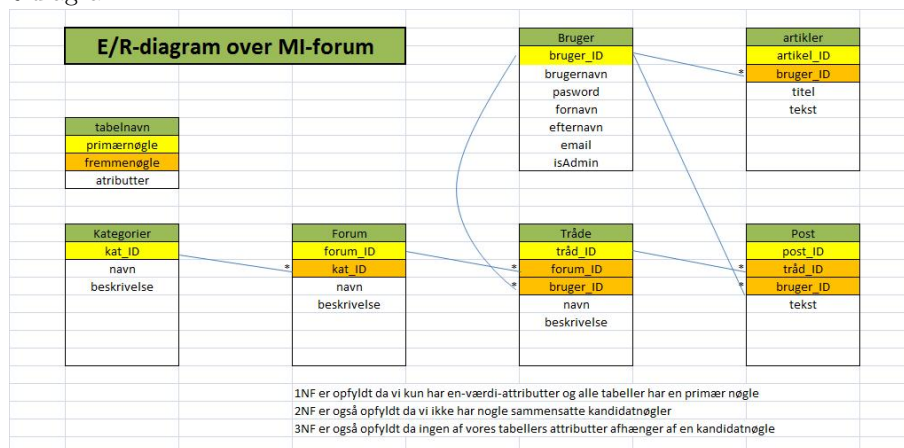 E/R-diagram over MI-forum
tabelnavn
primærnøgle
fremmenøgle
atributter
Bruger
bruger_ID
brugernavn
pasword
fornavn
efternavn
email
isAdmin
artikler
artikel_ID
* bruger_ID
titel
tekst
Kategorier
kat_ID
navn
beskrivelse
Forum
forum_ID
* kat_ID
navn
beskrivelse
Tråde
tråd_ID
* forum_ID
* bruger_ID
navn
beskrivelse
Post
post_ID
* tråd_ID
* bruger_ID
tekst
1NF er opfyldt da vi kun har en-værdi-attributter og alle tabeller har en primær nøgle
2NF er også opfyldt da vi ikke har nogle sammensatte kandidatnøgler
3NF er også opfyldt da ingen af vores tabellers attributter afhænger af en kandidatnøgle